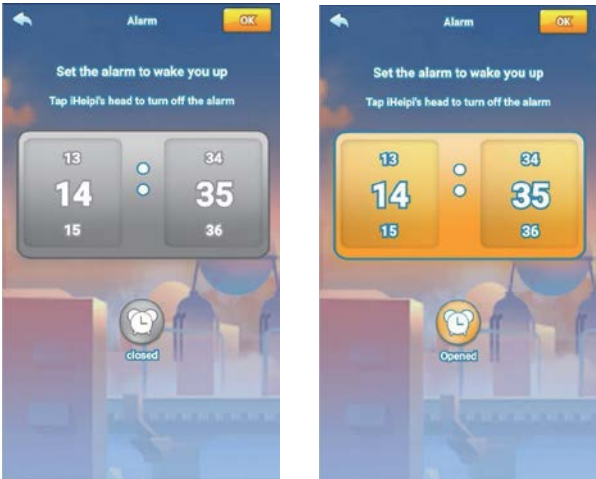 Alarm
OK
Set the alarm to wake you up
Tap iHelpi's head to turn off the alarm
13
34
14 : 35
15
36
closed
Alarm
OK
Set the alarm to wake you up
Tap iHelpi's head to turn off the alarm
13
34
14 : 35
15
36
Opened